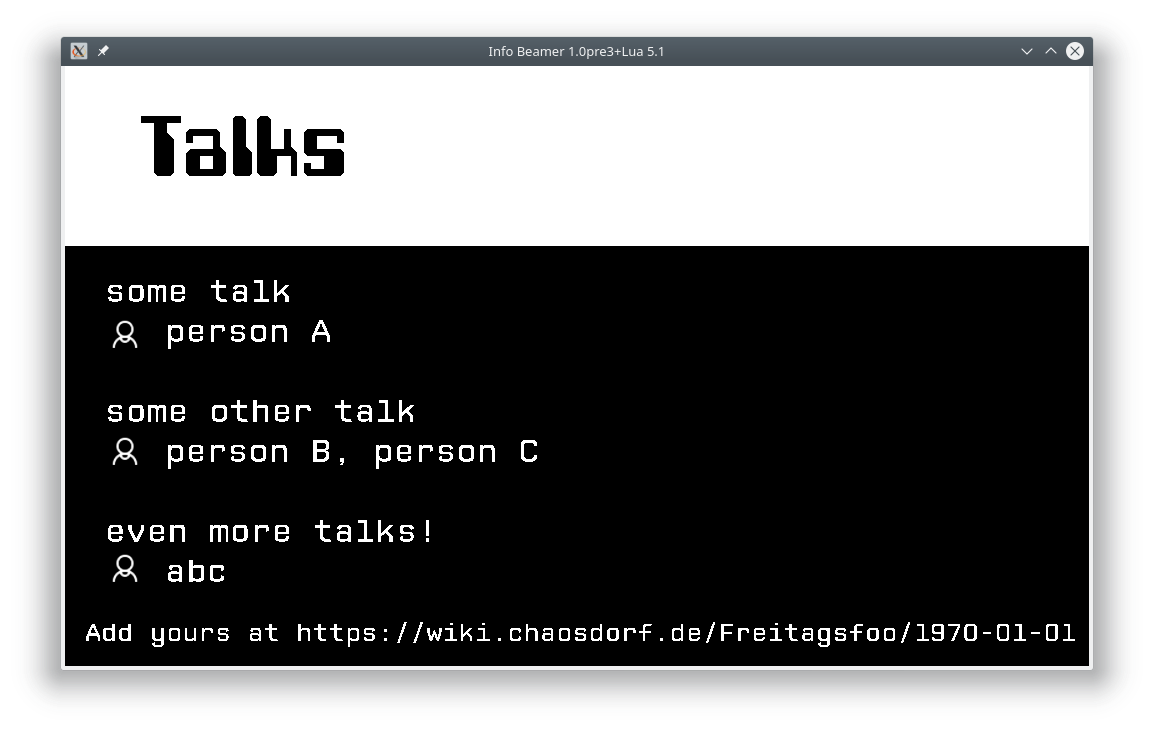 Info Beamer 1.0pre3+Lua 5.1
Talks
some talk
person A
some other talk
person B, person C
even more talks!
abc
Add yours at https://wiki.chaosdorf.de/Freitagsfoo/1970-01-01